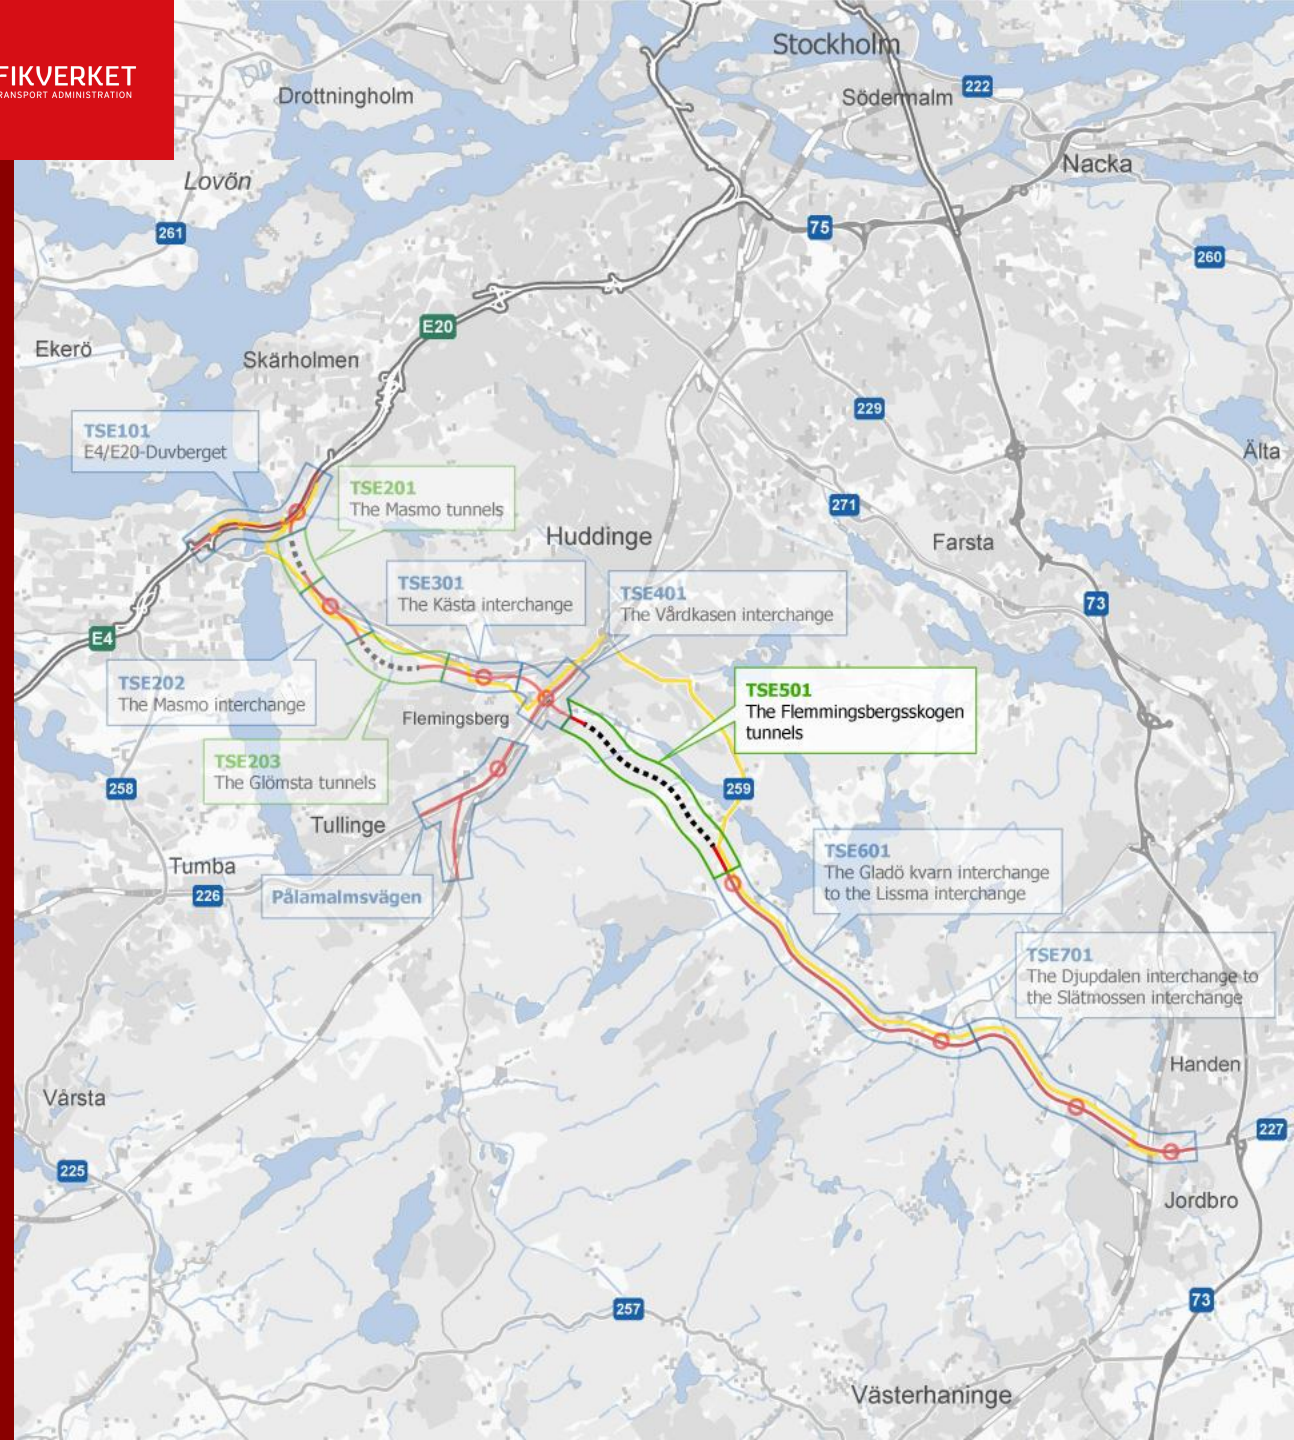 Stockholm
FIKVERKET
RANSPORT ADMINISTRATION
Drottningholm
222
Södermalm
Nacka
Lovön
261
75
260
E20
Ekerö
Skärholmen
229
TSE101
E4/E20-Duvberget
Älta
TSE201
The Masmo tunnels
271
Huddinge
Farsta
TSE301
The Kästa interchange
TSE401
The Vårdkasen interchange
73
E4
TSE202
The Masmo interchange
TSE501
The Flemmingsbergsskogen
tunnels
Flemingsberg
TSE203
The Glömsta tunnels
258
259
Tullinge
TSE601
The Gladö kvarn interchange
to the Lissma interchange
Tumba
226
Pålamalmsvägen
TSE701
The Djupdalen interchange to
the Slätmossen interchange
Handen
Vårsta
227
225
Jordbro
257
73
Västerhaninge